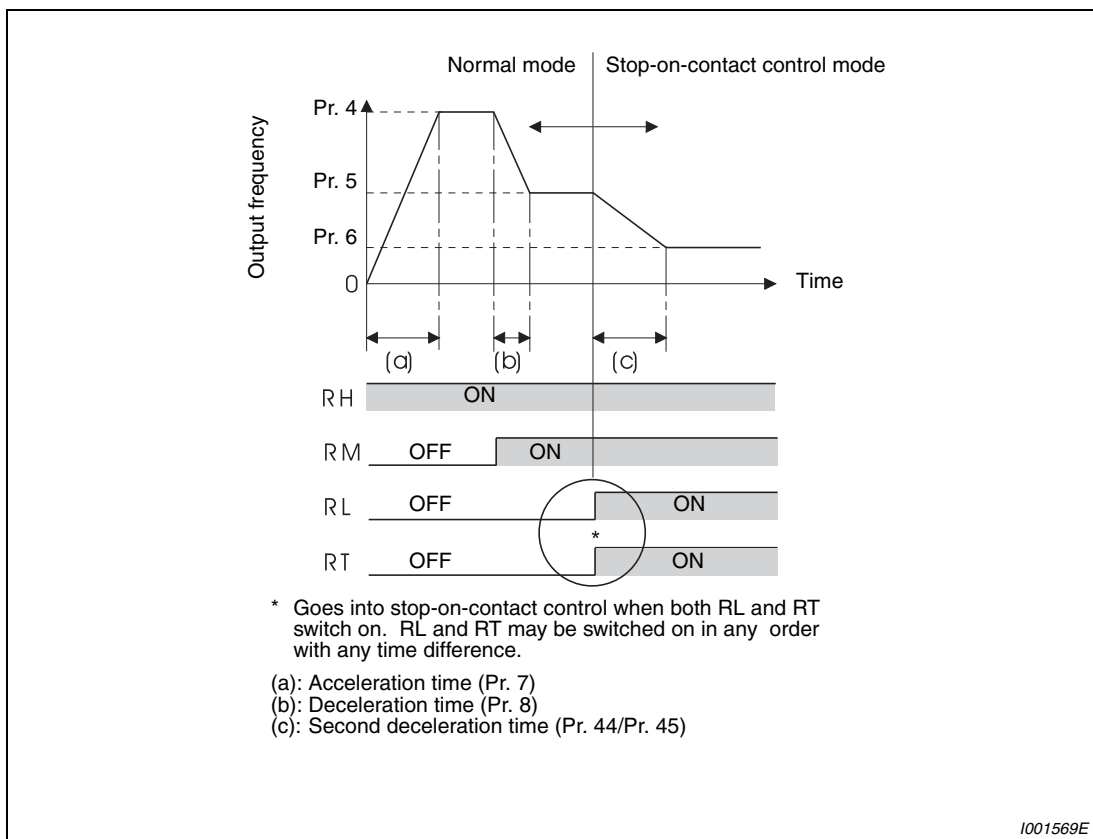 Normal mode
Stop-on-contact control mode
Output frequency
Pr. 4
Pr. 5
Pr. 6
0
Time
(a)
(b)
(c)
RH ON
RM OFF ON
RL OFF ON
*
RT OFF ON
* Goes into stop-on-contact control when both RL and RT
switch on. RL and RT may be switched on in any order
with any time difference.
(a): Acceleration time (Pr. 7)
(b): Deceleration time (Pr. 8)
(c): Second deceleration time (Pr. 44/Pr. 45)
I001569E